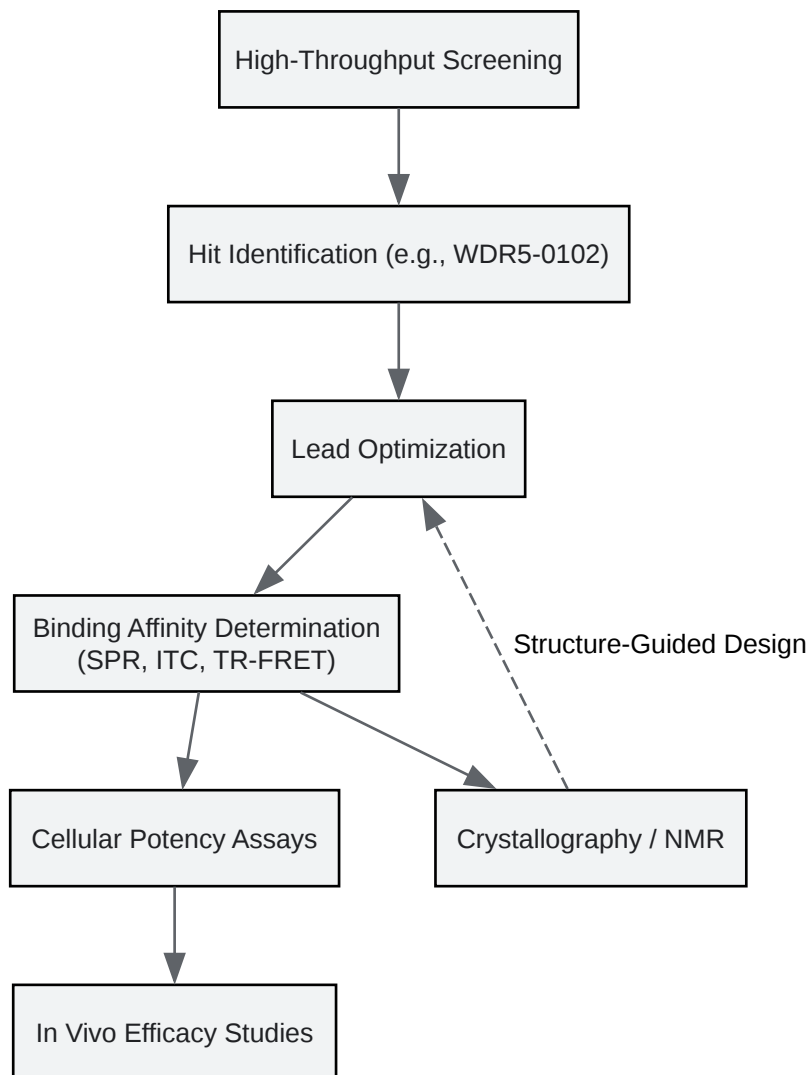 High-Throughput Screening
Hit Identification (e.g., WDR5-0102)
Lead Optimization
Binding Affinity Determination
(SPR, ITC, TR-FRET)
Structure-Guided Design
Cellular Potency Assays
Crystallography / NMR
In Vivo Efficacy Studies